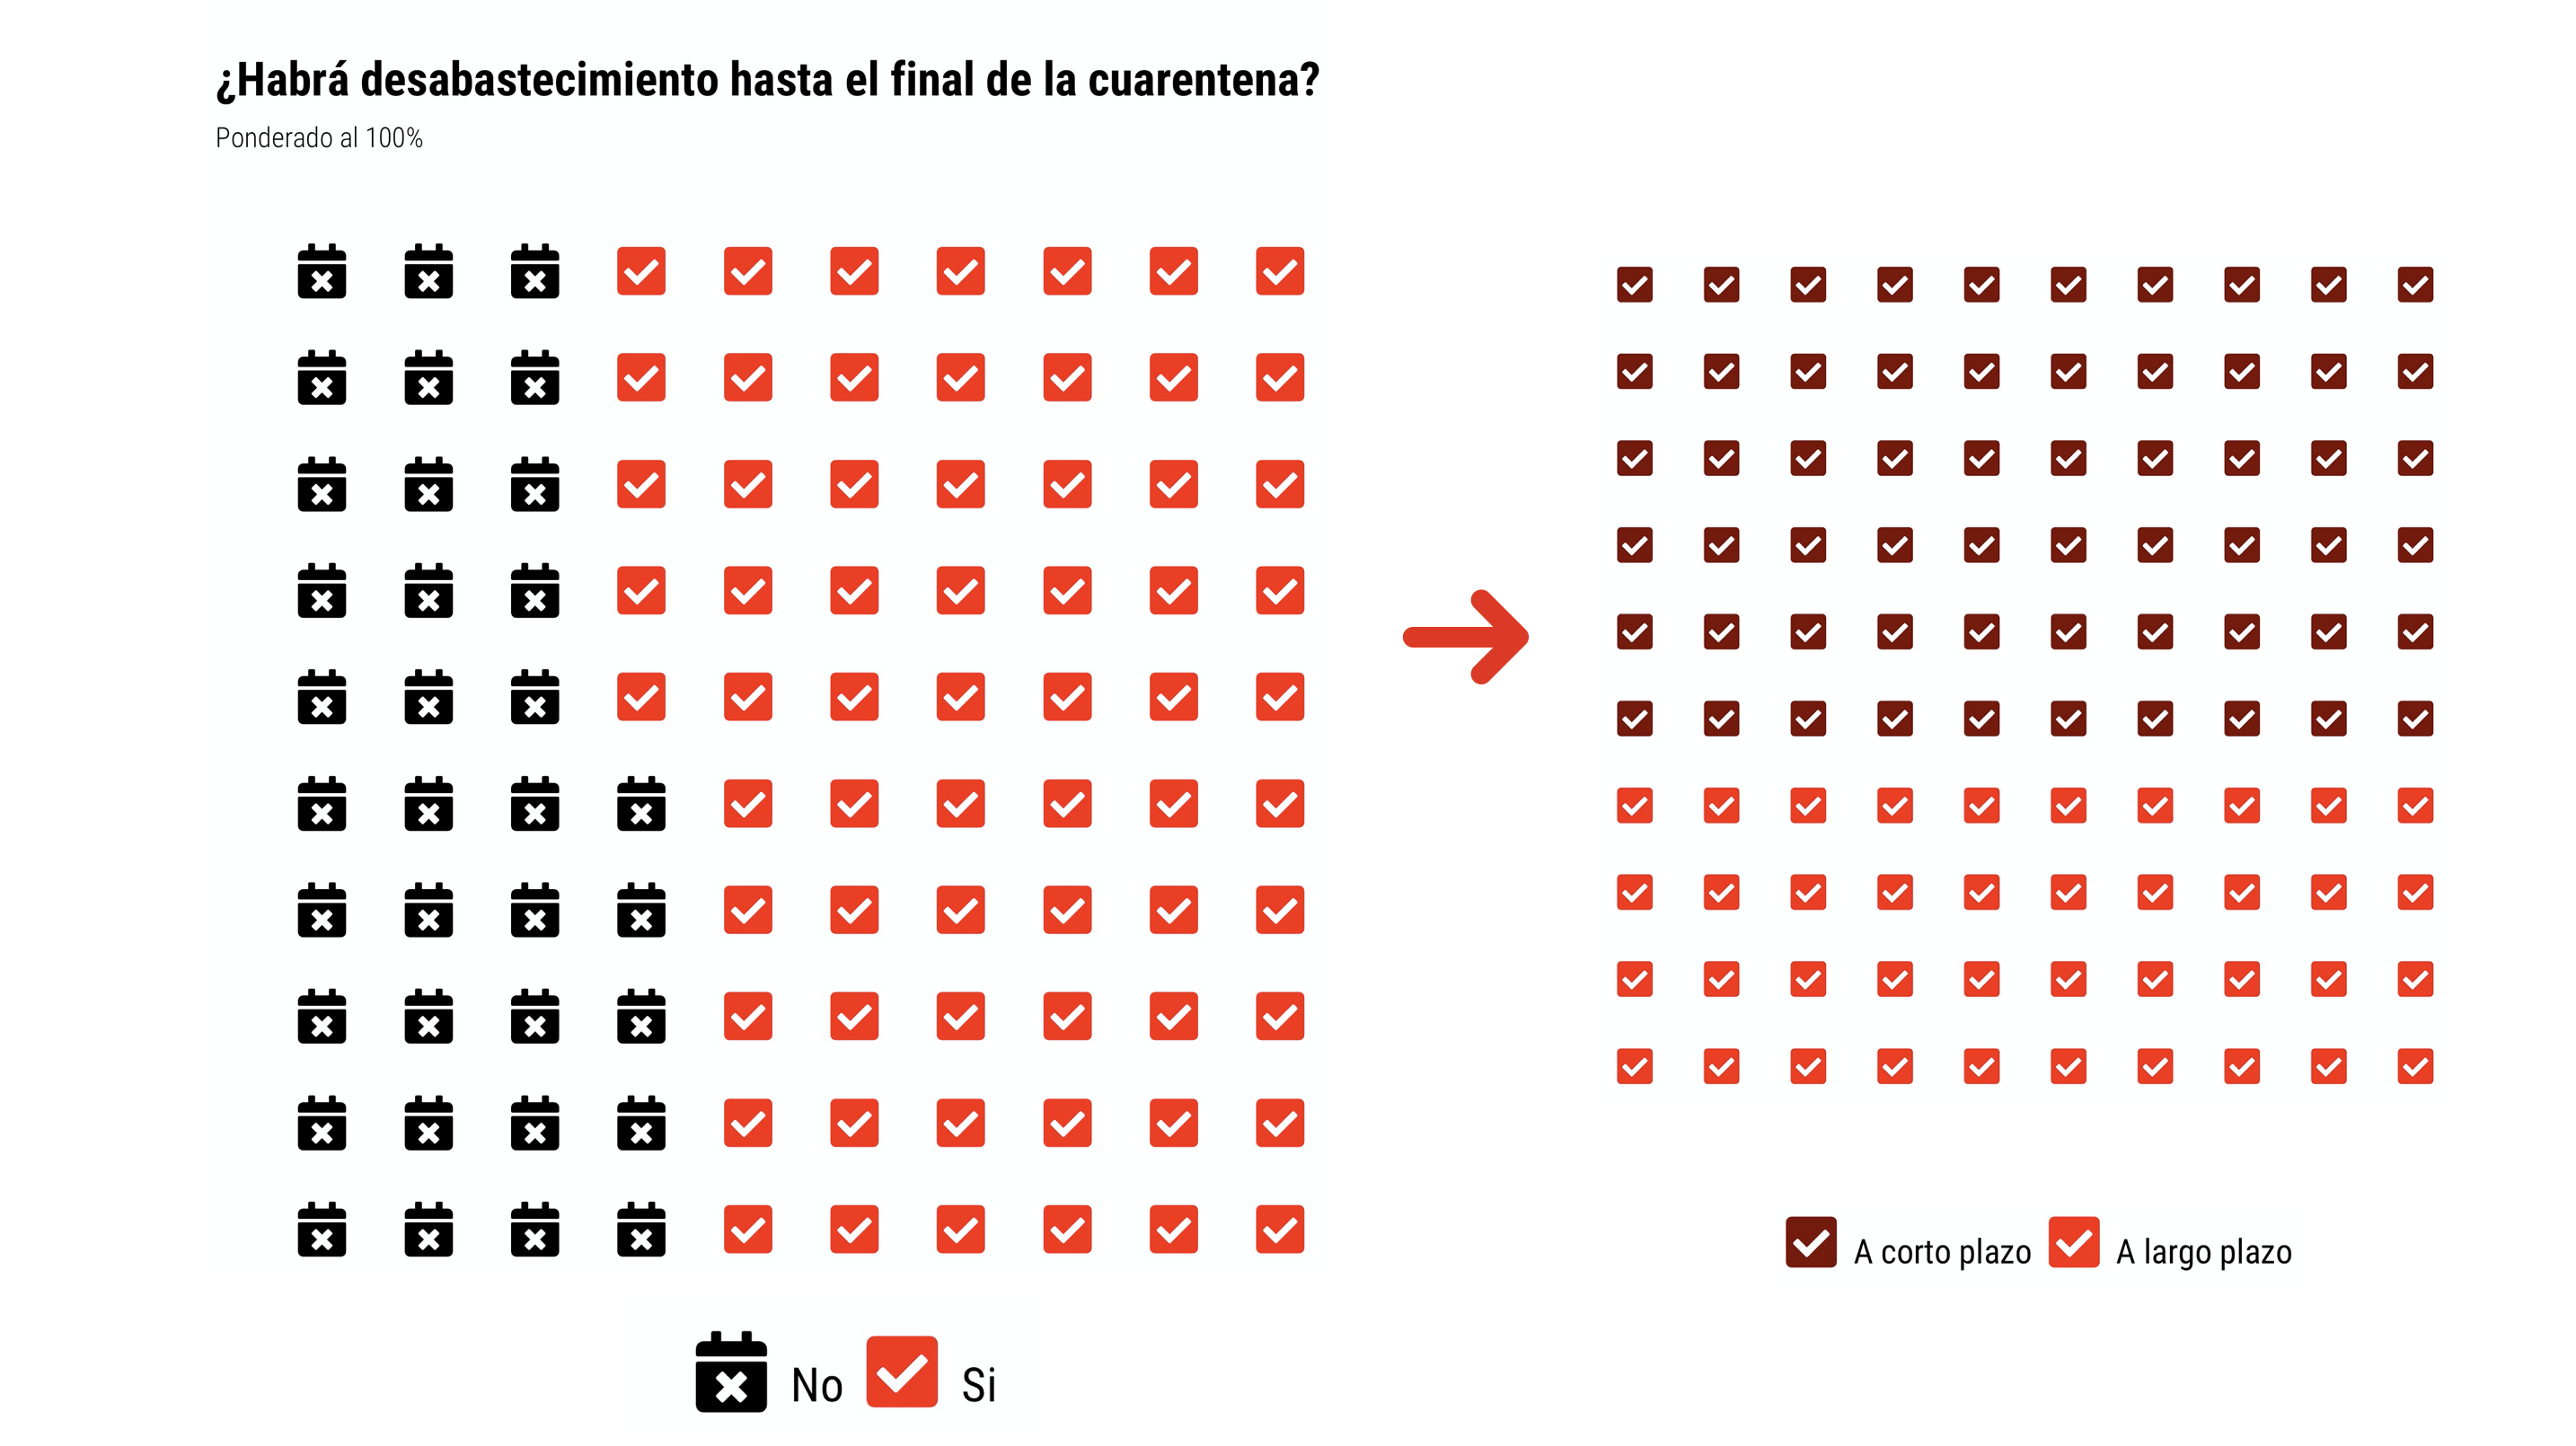 ¿Habrá desabastecimiento hasta el final de la cuarentena?
Ponderado al 100%
A corto plazo A largo plazo
No Si